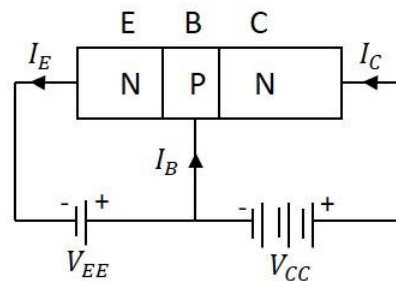 E B C
I_E N P N I_C
I_B
- + - +
V_EE V_CC